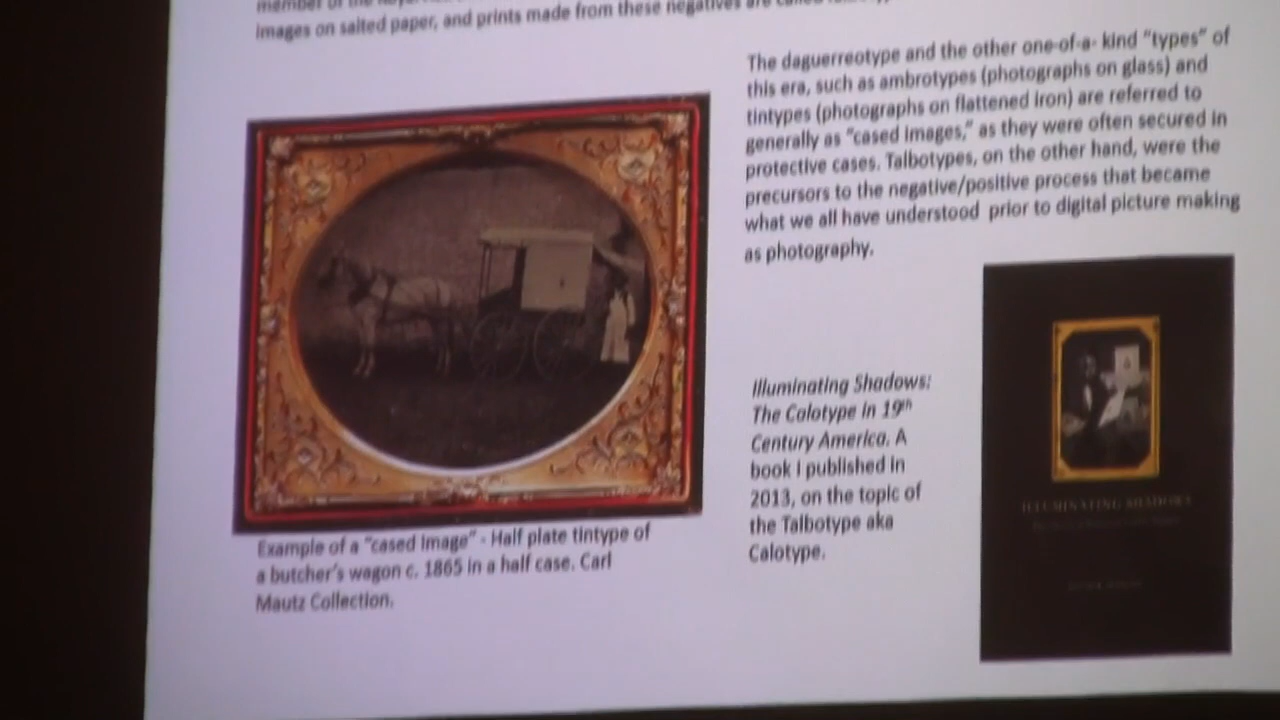 member of the
images on salted paper, and prints made from these negatives are called
The daguerreotype and the other one-of-a- kind "types" of
this era, such as ambrotypes (photographs on glass) and
tintypes (photographs on flattened iron) are referred to
generally as "cased images," as they were often secured in
protective cases. Talbotypes, on the other hand, were the
precursors to the negative/positive process that became
what we all have understood prior to digital picture making
as photography.
Illuminating Shadows:
The Calotype in 19th
Century America. A
book I published in
2013, on the topic of
the Talbotype aka
Calotype.
ILLUMINATING SHADOWS
Example of a "cased image" - Half plate tintype of
a butcher's wagon c. 1865 in a half case. Carl
Mautz Collection.